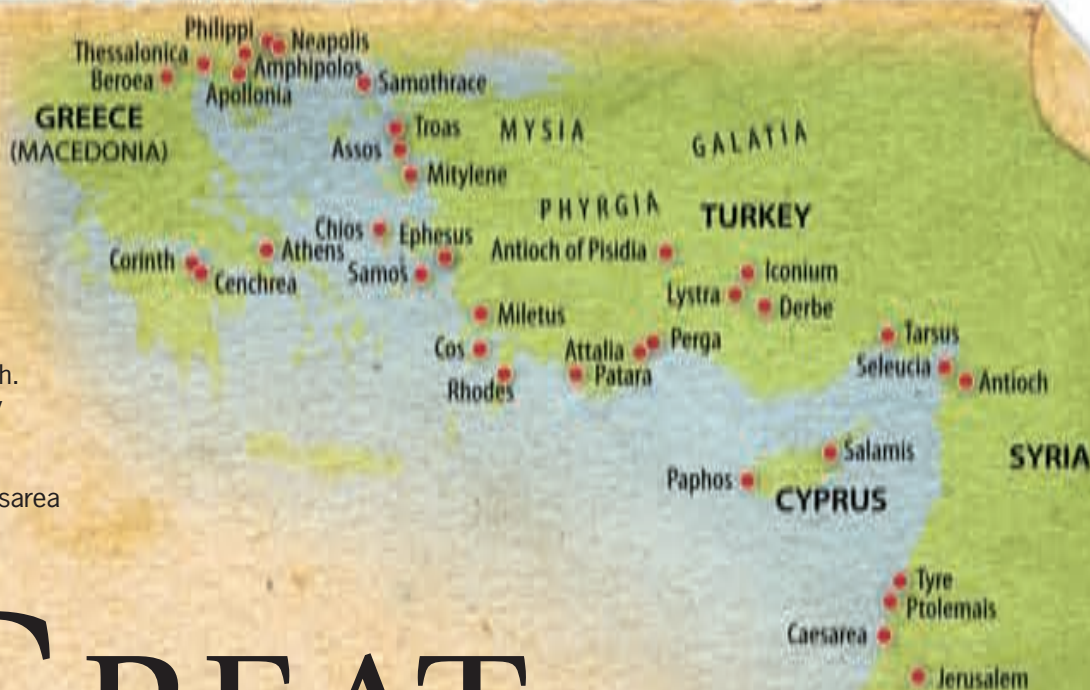 Philippi
Neapolis
Thessalonica
Amphipolos
Beroea
Samothrace
Apollonia
GREECE
(MACEDONIA)
Troas
MYSIA
GALATIA
Assos
Mitylene
PHYRGIA
TURKEY
Chios
Ephesus
Antioch of Pisidia
Corinth
Athens
Samos
Iconium
Cenchrea
Lystra
Derbe
Miletus
Tarsus
Cos
Attalia
Perga
Seleucia
h.
Rhodes
Patara
Antioch
Salamis
SYRIA
Paphos
CYPRUS
sarea
Tyre
Ptolemais
Caesarea
Jerusalem
GREAT